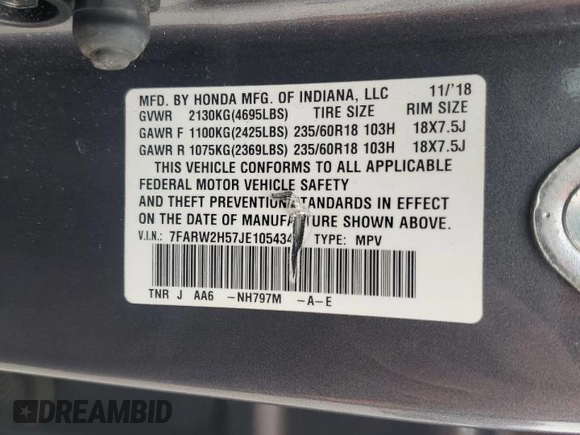 MFD. BY HONDA MFG. OF INDIANA, LLC 11/'18
GVWR 2130KG(4695LBS) TIRE SIZE RIM SIZE
GAWR F 1100KG(2425LBS) 235/60R18 103H 18X7.5J
GAWR R 1075KG(2369LBS) 235/60R18 103H 18X7.5J
THIS VEHICLE CONFORMS TO ALL APPLICABLE
FEDERAL MOTOR VEHICLE SAFETY
AND THEFT PREVENTION STANDARDS IN EFFECT
ON THE DATE OF MANUFACTURE SHOWN ABOVE.
V.I.N.: TYPE: MPV
TNR J AA6 -NH797M -A-E
DREAMBID